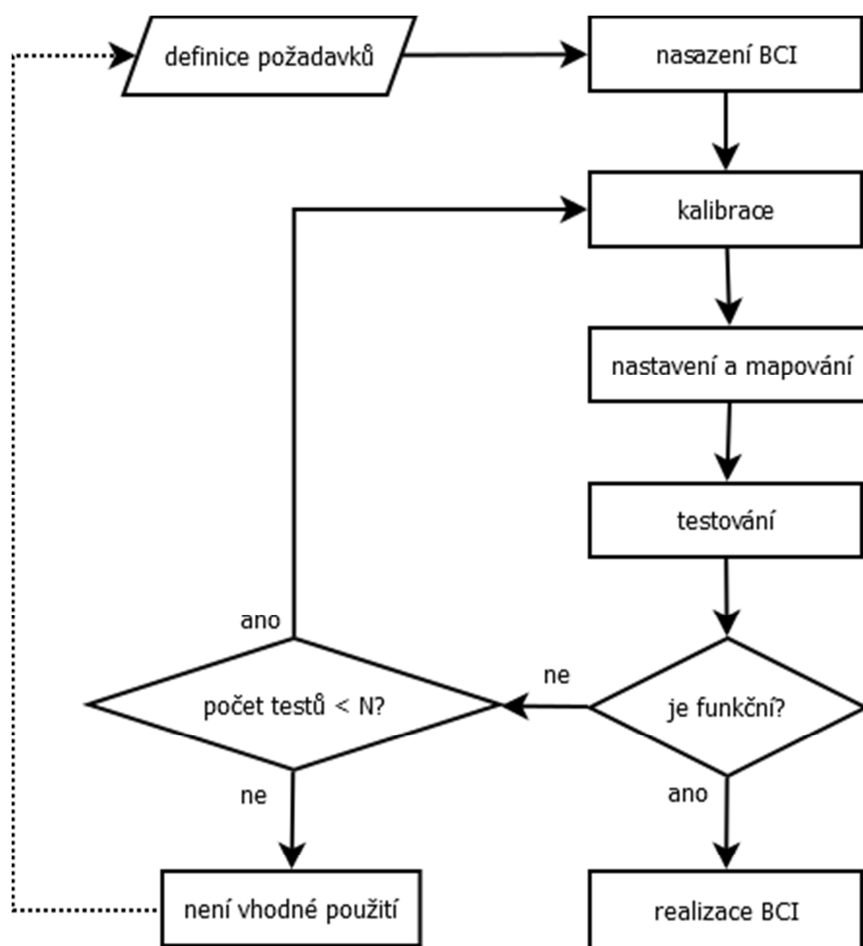 definice požadavků
nasazení BCI
kalibrace
nastavení a mapování
testování
ano
ne
počet testů < N?
je funkční?
ne
ano
není vhodné použití
realizace BCI